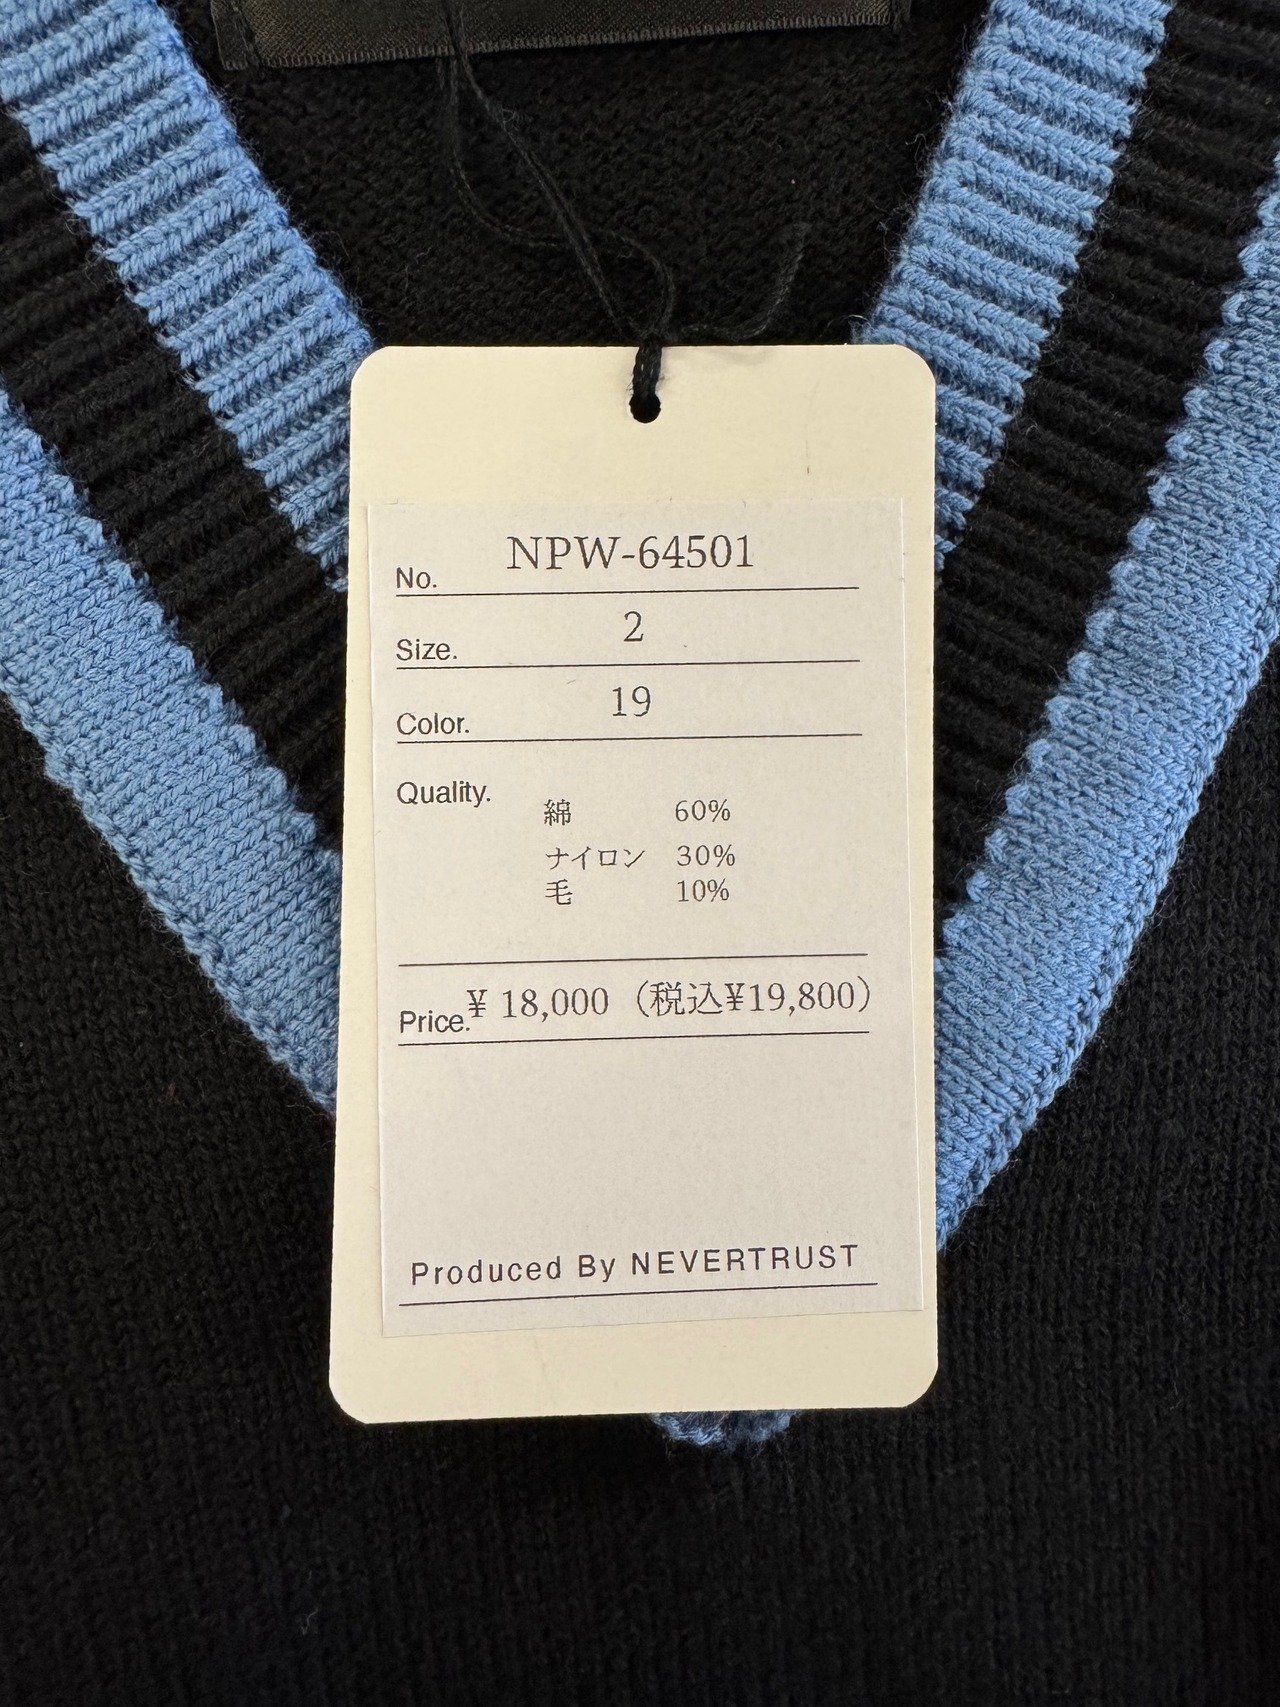 No. NPW-64501
Size. 2
Color. 19
Quality.
綿 60%
ナイロン 30%
毛 10%
Price. ¥ 18,000 （税込¥19,800）
Produced By NEVERTRUST